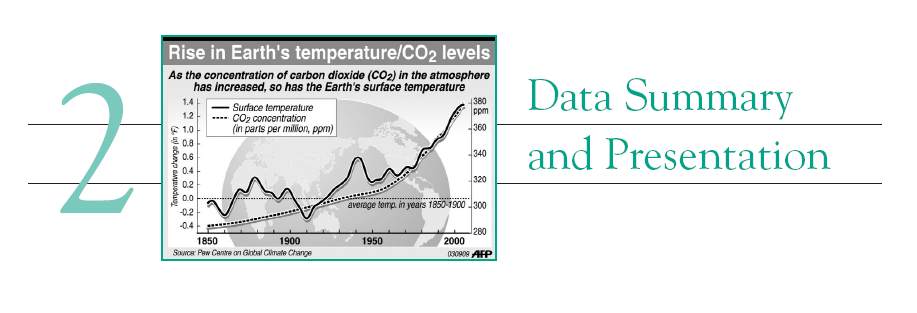 2
Rise in Earth's temperature/CO2 levels
As the concentration of carbon dioxide (CO2) in the atmosphere
has increased, so has the Earth's surface temperature
Temperature change (in °F)
1.4
1.2
1.0
0.8
0.6
0.4
0.2
0.0
-0.2
-0.4
Surface temperature
CO2 concentration
(in parts per million, ppm)
380
ppm
360
340
320
300
280
average temp. in years 1850-1900
1850 1900 1950 2000
Source: Pew Centre on Global Climate Change
030909 AFP
Data Summary
and Presentation